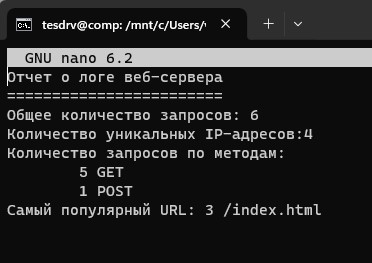 tesdrv@comp: /mnt/c/Users/
GNU nano 6.2
Отчет о логе веб-сервера
========================
Общее количество запросов: 6
Количество уникальных IP-адресов:4
Количество запросов по методам:
5 GET
1 POST
Самый популярный URL: 3 /index.html